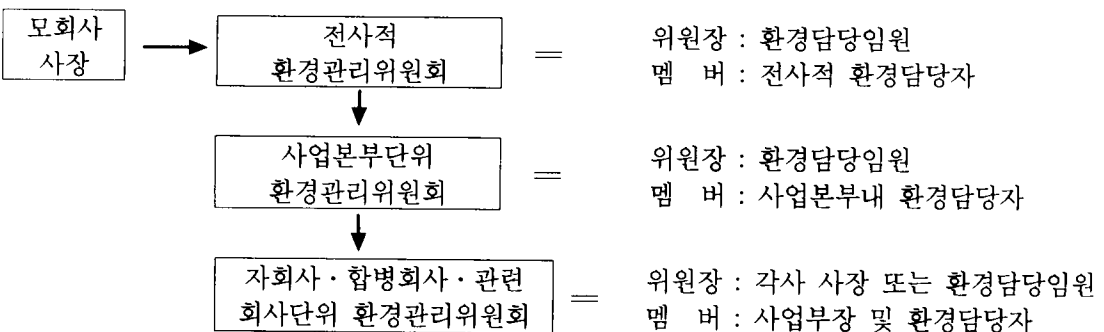 모회사
사장
전사적
환경관리위원회
=
위원장 : 환경담당임원
멤 버 : 전사적 환경담당자
사업본부단위
환경관리위원회
=
위원장 : 환경담당임원
멤 버 : 사업본부내 환경담당자
자회사 · 합병회사 · 관련
회사단위 환경관리위원회
=
위원장 : 각사 사장 또는 환경담당임원
멤 버 : 사업부장 및 환경담당자